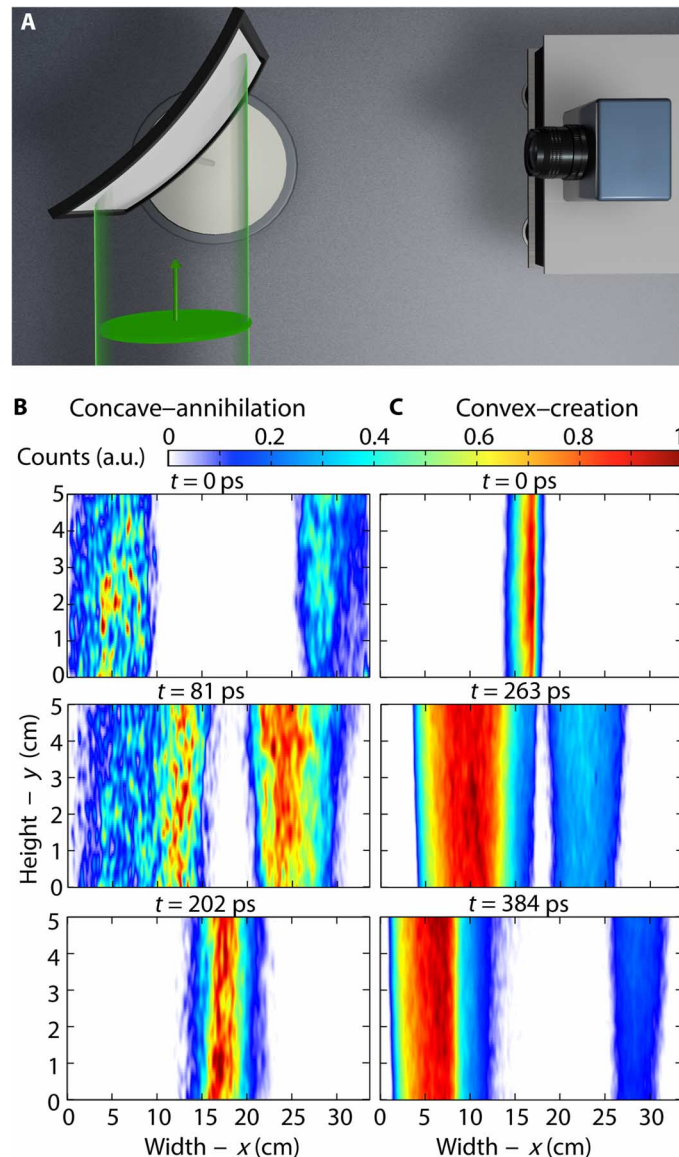 A
B Concave–annihilation
C Convex–creation
Counts (a.u.)
0 0.2 0.4 0.6 0.8 1
t = 0 ps
t = 0 ps
5
4
3
2
1
0
t = 81 ps
t = 263 ps
5
4
3
2
1
0
Height – y (cm)
t = 202 ps
t = 384 ps
5
4
3
2
1
0
0 5 10 15 20 25 30
0 5 10 15 20 25 30
Width – x (cm)
Width – x (cm)